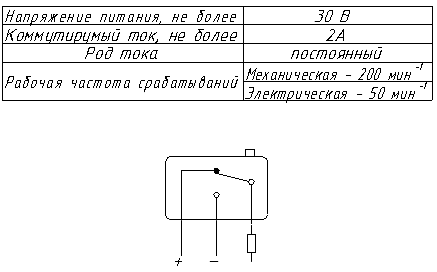 Напряжение питания, не более 30 В
Коммутируемый ток, не более 2А
Род тока постоянный
Рабочая частота срабатываний Механическая - 200 мин⁻¹
Электрическая - 50 мин⁻¹
+ −